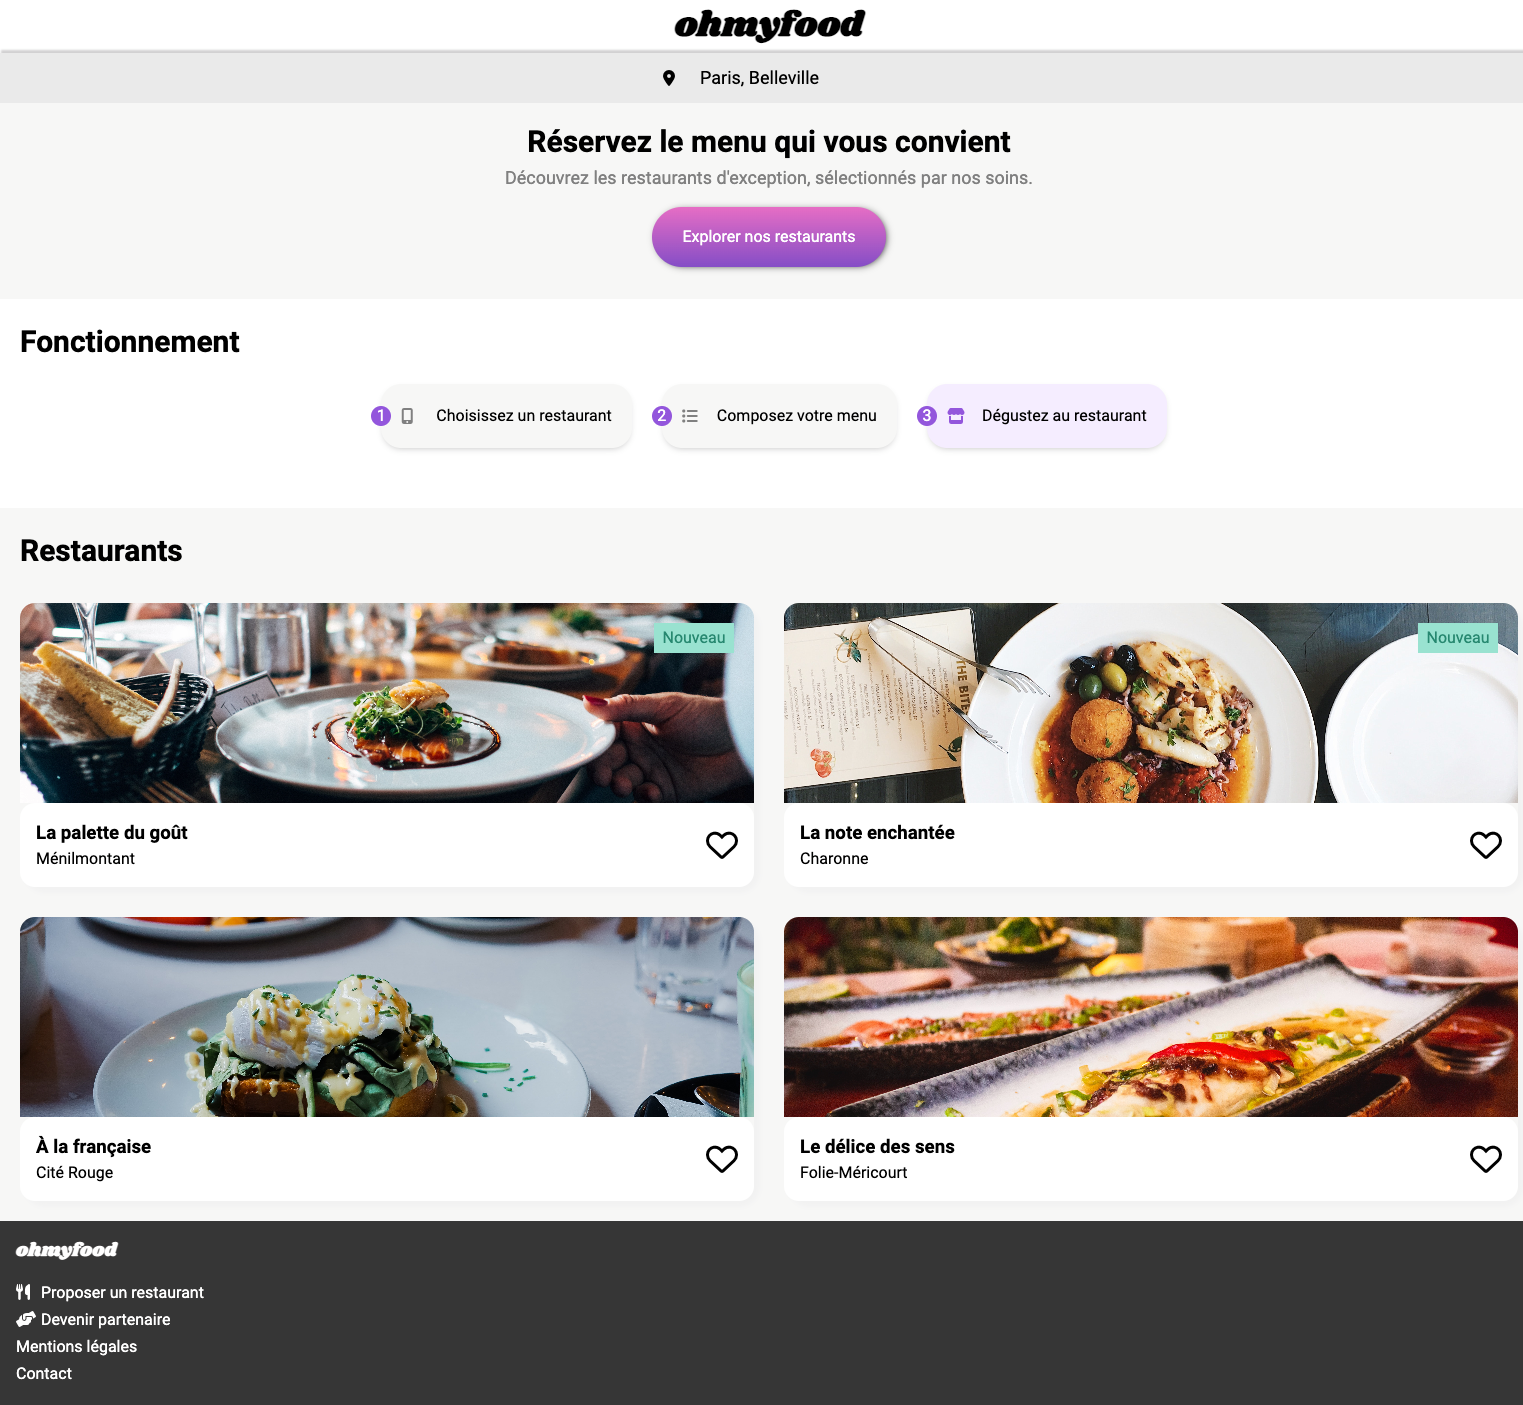 ohmyfood
Paris, Belleville
Réservez le menu qui vous convient
Découvrez les restaurants d'exception, sélectionnés par nos soins.
Explorer nos restaurants
Fonctionnement
1 Choisissez un restaurant
2 Composez votre menu
3 Dégustez au restaurant
Restaurants
Nouveau
THE BITE
Nouveau
La palette du goût
Ménilmontant
La note enchantée
Charonne
À la française
Cité Rouge
Le délice des sens
Folie-Méricourt
ohmyfood
Proposer un restaurant
Devenir partenaire
Mentions légales
Contact